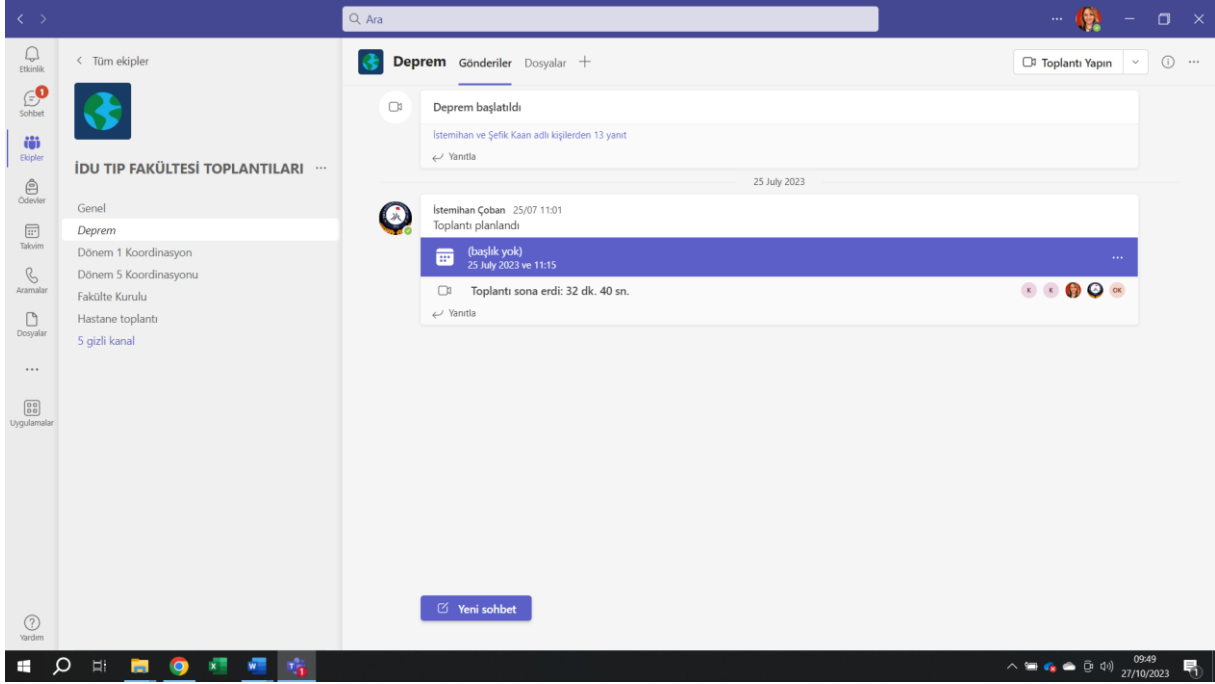 Ara
Etkinlik
1
Sohbet
Ekipler
Ödevler
Takvim
Aramalar
Dosyalar
Uygulamalar
Yardım
Tüm ekipler
İDU TIP FAKÜLTESİ TOPLANTILARI
Genel
Deprem
Dönem 1 Koordinasyon
Dönem 5 Koordinasyonu
Fakülte Kurulu
Hastane toplantı
5 gizli kanal
Deprem Gönderiler Dosyalar
Toplantı Yapın
Deprem başlatıldı
İstemihan ve Şefik Kaan adlı kişilerden 13 yanıt
Yanıtla
25 July 2023
İstemihan Çoban 25/07 11:01
Toplantı planlandı
(başlık yok)
25 July 2023 ve 11:15
Toplantı sona erdi: 32 dk. 40 sn.
K K OK
Yanıtla
Yeni sohbet
09:49
27/10/2023
1